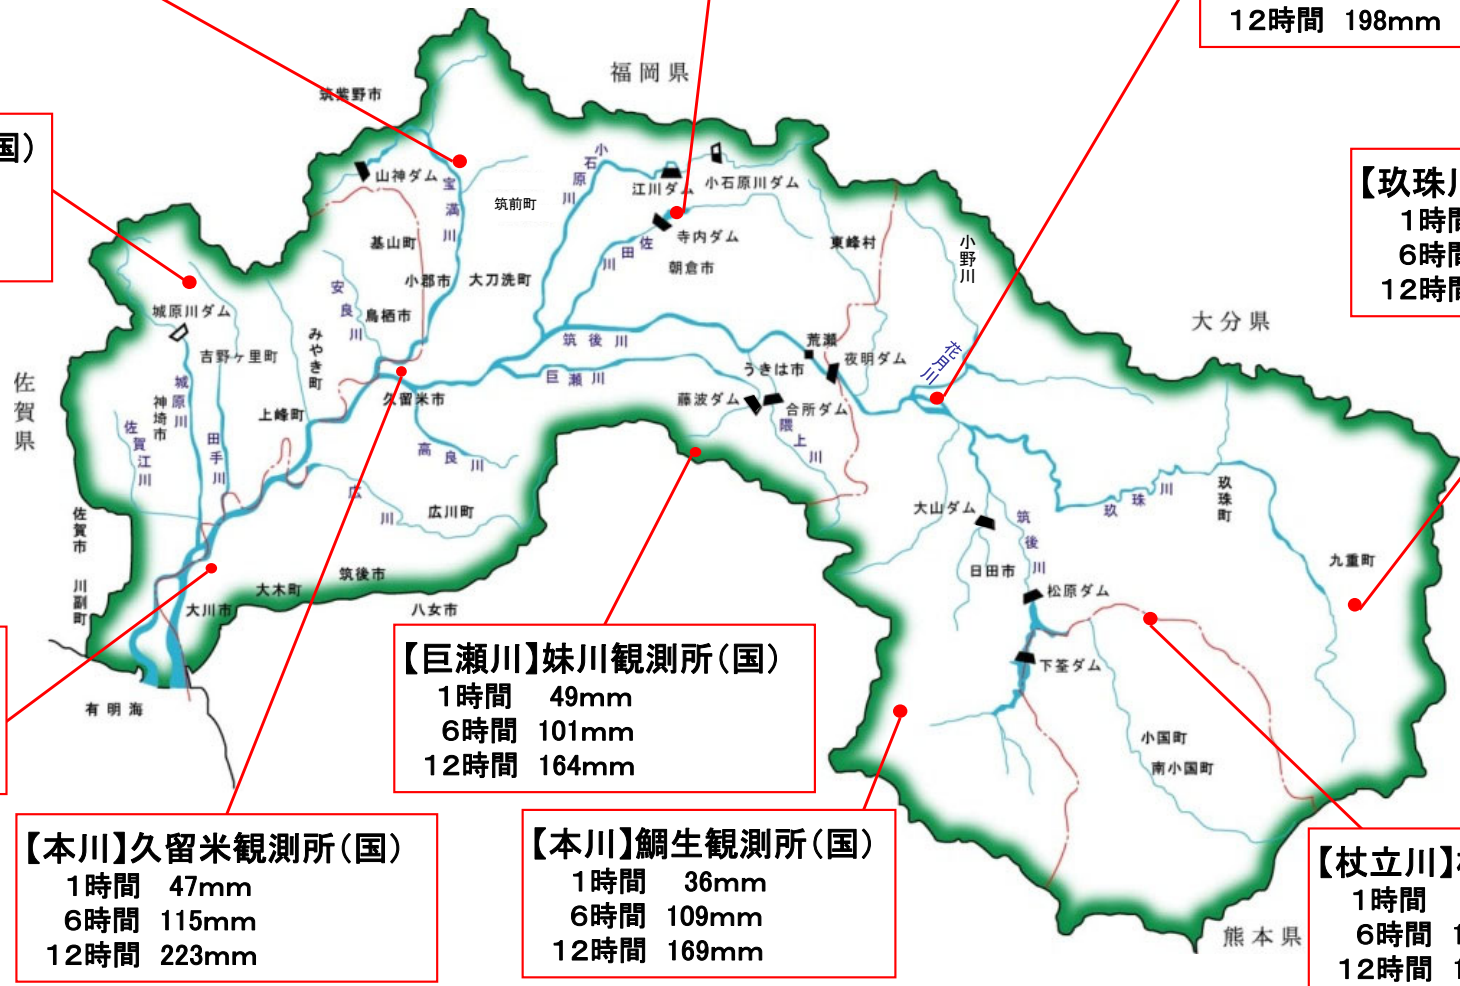 12時間 198mm
福岡県
筑紫野市
国）
山神ダム
宝満川
小石原川
江川ダム
小石原川ダム
筑前町
寺内ダム
佐田川
朝倉市
東峰村
小野川
【玖珠川
1時間
6時間
12時間
基山町
小郡市
大刀洗町
安良川
鳥栖市
城原川ダム
吉野ヶ里町
みやき町
筑後川
荒瀬
夜明ダム
花月川
大分県
佐賀県
城原川
神埼市
上峰町
久留米市
巨瀬川
うきは市
藤波ダム
合所ダム
隈上川
佐賀江川
田手川
高良川
広川
広川町
大山ダム
筑後川
玖珠川
玖珠町
佐賀市
川副町
大川市
大木町
筑後市
八女市
日田市
松原ダム
九重町
下筌ダム
有明海
小国町
南小国町
熊本県
【巨瀬川】妹川観測所（国）
1時間 49mm
6時間 101mm
12時間 164mm
【本川】久留米観測所（国）
1時間 47mm
6時間 115mm
12時間 223mm
【本川】鯛生観測所（国）
1時間 36mm
6時間 109mm
12時間 169mm
【杖立川】
1時間
6時間 1
12時間 1